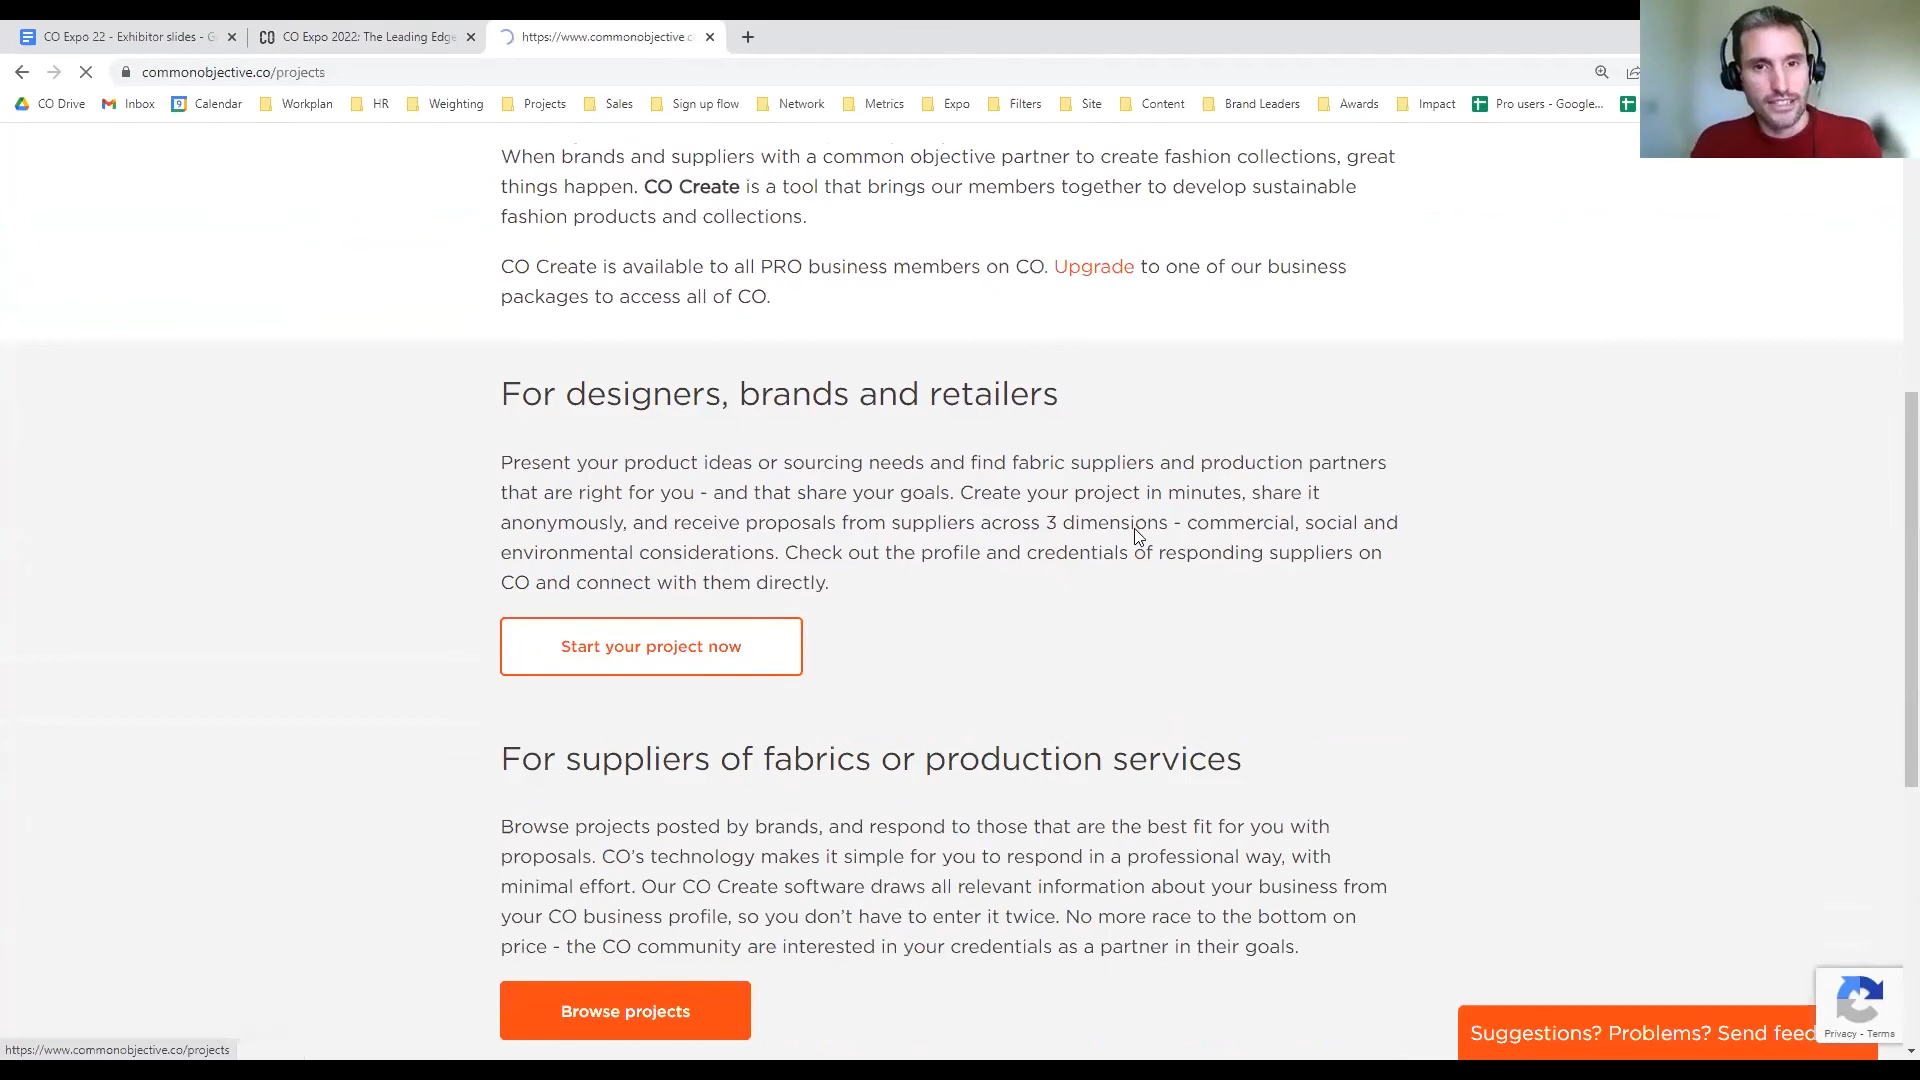 CO Expo 22 - Exhibitor slides - G
CO Expo 2022: The Leading Edge
https://www.commonobjective.c
commonobjective.co/projects
CO Drive
Inbox
Calendar
Workplan
HR
Weighting
Projects
Sales
Sign up flow
Network
Metrics
Expo
Filters
Site
Content
Brand Leaders
Awards
Impact
Pro users - Google...
When brands and suppliers with a common objective partner to create fashion collections, great
things happen. CO Create is a tool that brings our members together to develop sustainable
fashion products and collections.
CO Create is available to all PRO business members on CO. Upgrade to one of our business
packages to access all of CO.
For designers, brands and retailers
Present your product ideas or sourcing needs and find fabric suppliers and production partners
that are right for you - and that share your goals. Create your project in minutes, share it
anonymously, and receive proposals from suppliers across 3 dimensions - commercial, social and
environmental considerations. Check out the profile and credentials of responding suppliers on
CO and connect with them directly.
Start your project now
For suppliers of fabrics or production services
Browse projects posted by brands, and respond to those that are the best fit for you with
proposals. CO’s technology makes it simple for you to respond in a professional way, with
minimal effort. Our CO Create software draws all relevant information about your business from
your CO business profile, so you don’t have to enter it twice. No more race to the bottom on
price - the CO community are interested in your credentials as a partner in their goals.
Browse projects
Suggestions? Problems? Send feed
Privacy - Terms
https://www.commonobjective.co/projects